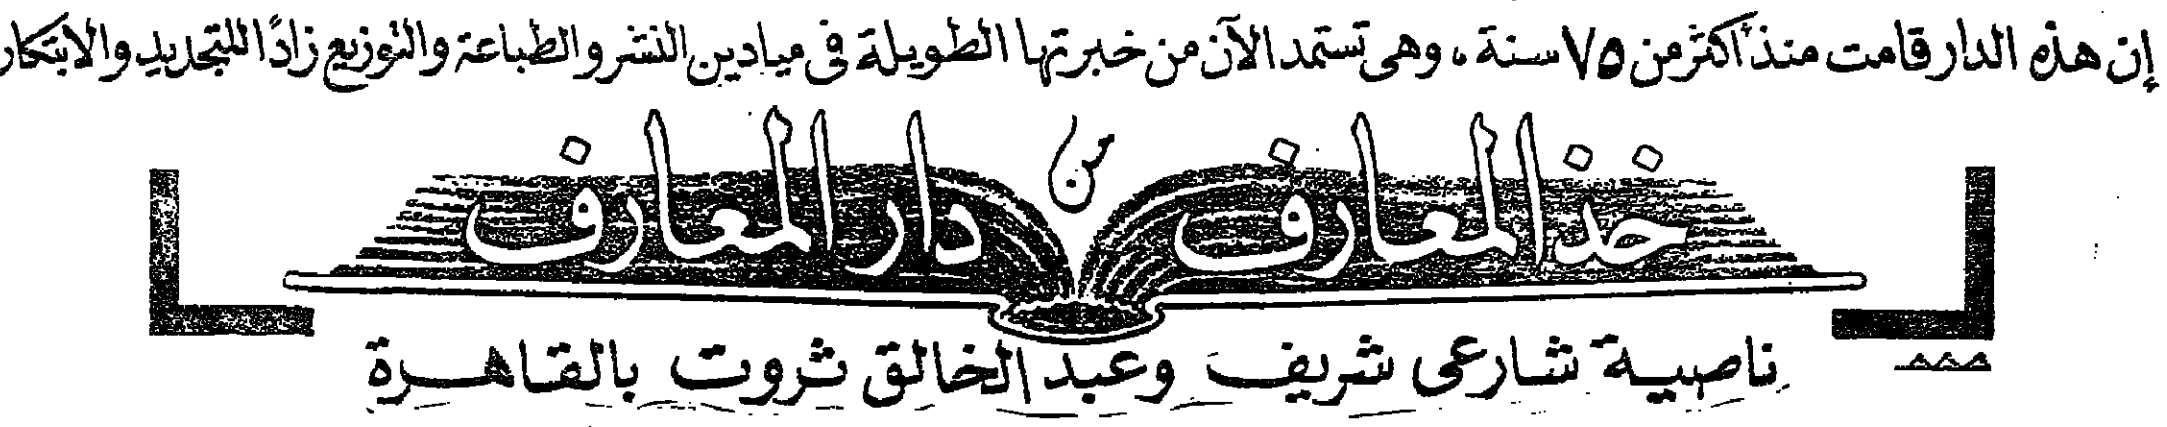 إن هذه الدار قامت منذ أكثر من ٧٥ سنة ، وهى تستمد الآن من خبرتها الطويلة فى ميادين النشر والطباعة والتوزيع زادًا للتجديد والابتكار
خذ المعارف من دار المعارف
ناصية شارعى شريف وعبد الخالق ثروت بالقاهرة